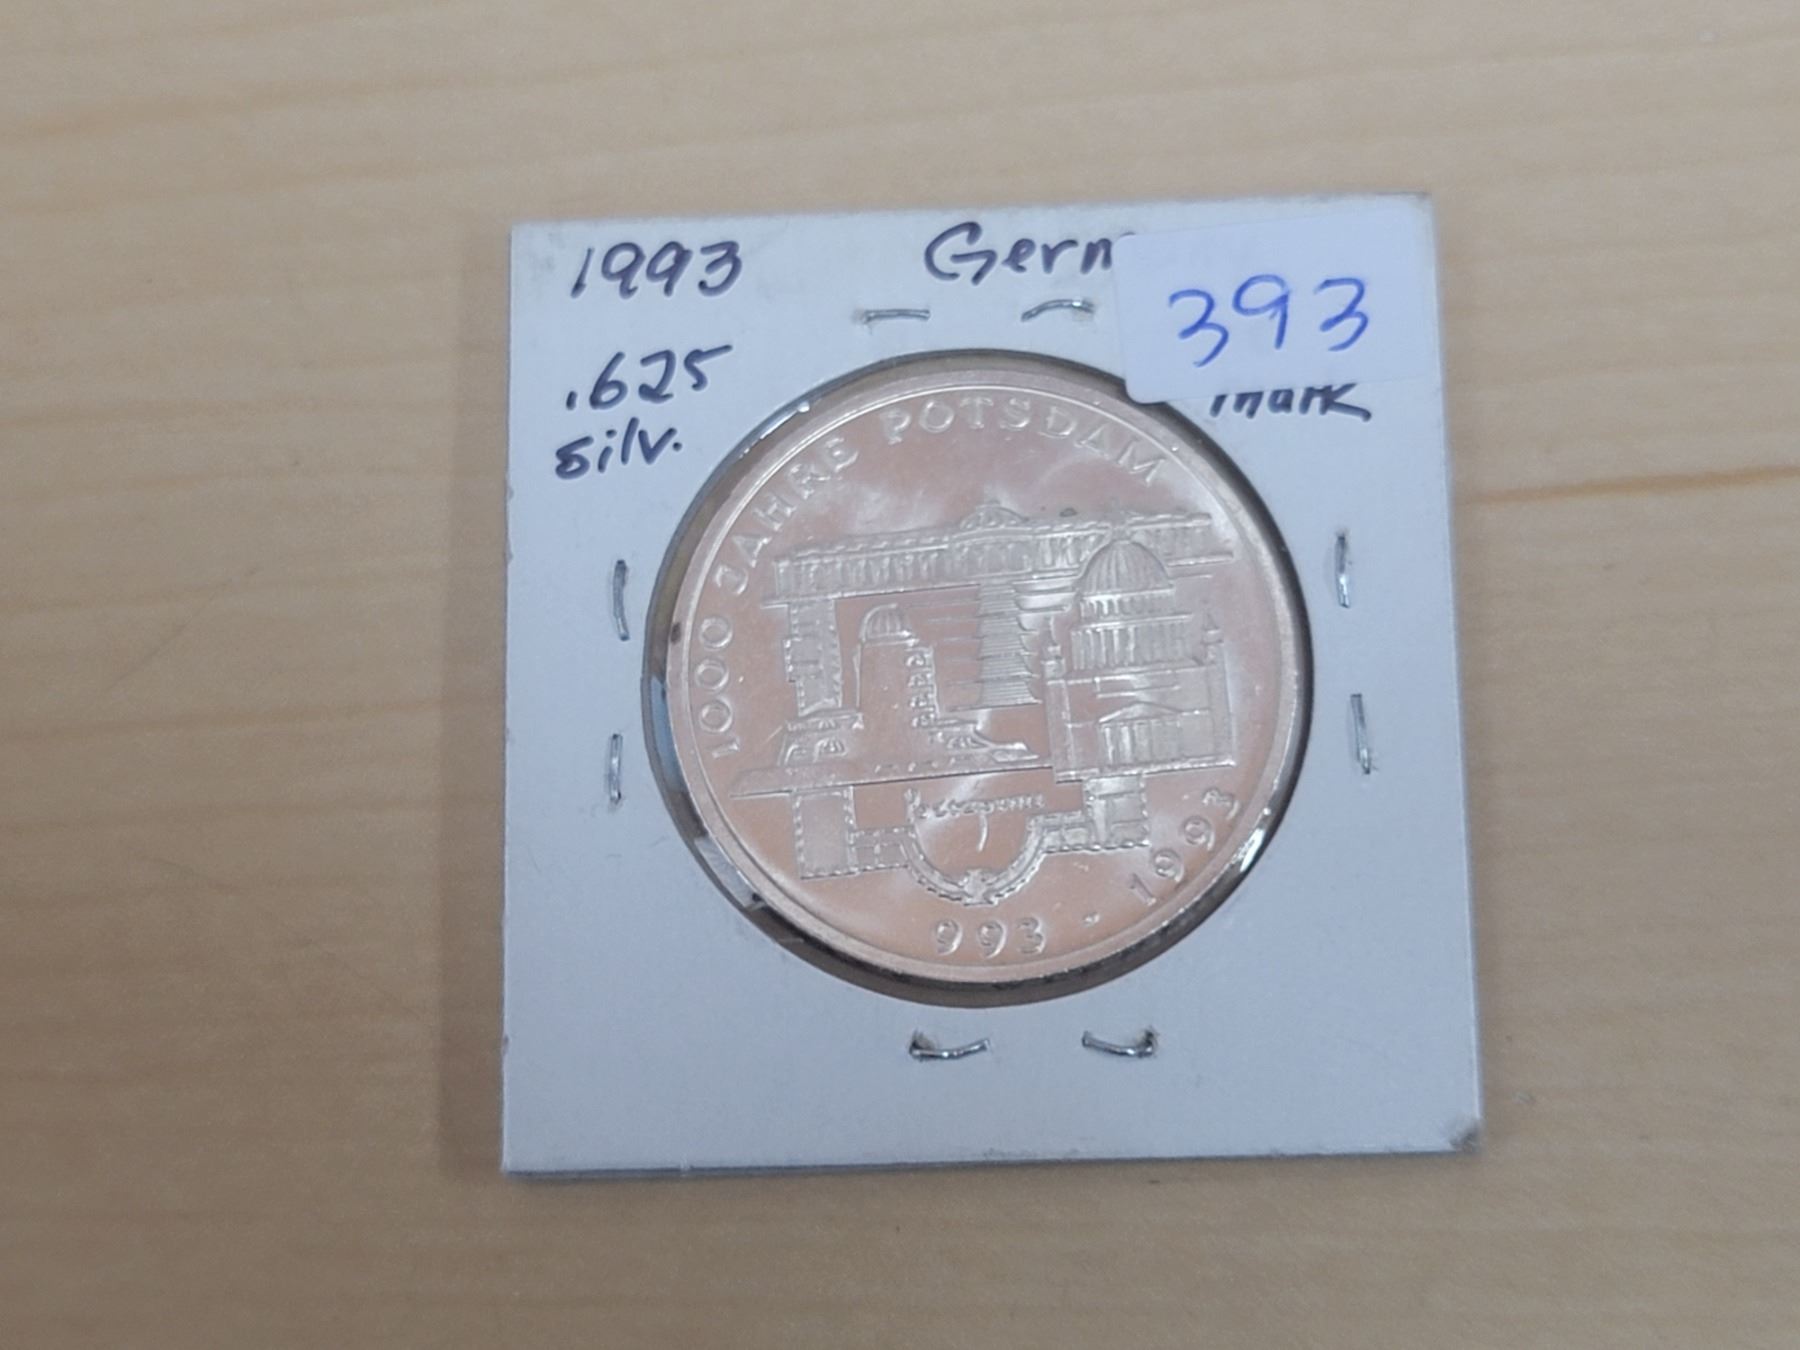 1993
Germ
393
.625
silv.
mark
1000 JAHRE POTSDAM
993 - 1993